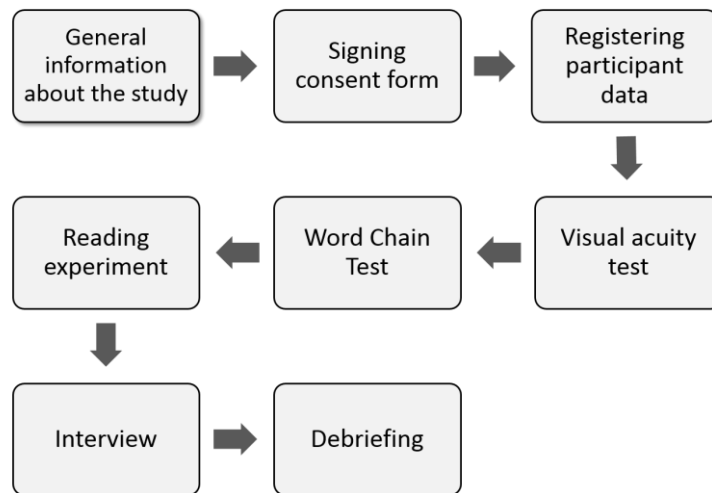 General
information
about the study
Signing
consent form
Registering
participant
data
Visual acuity
test
Word Chain
Test
Reading
experiment
Interview
Debriefing